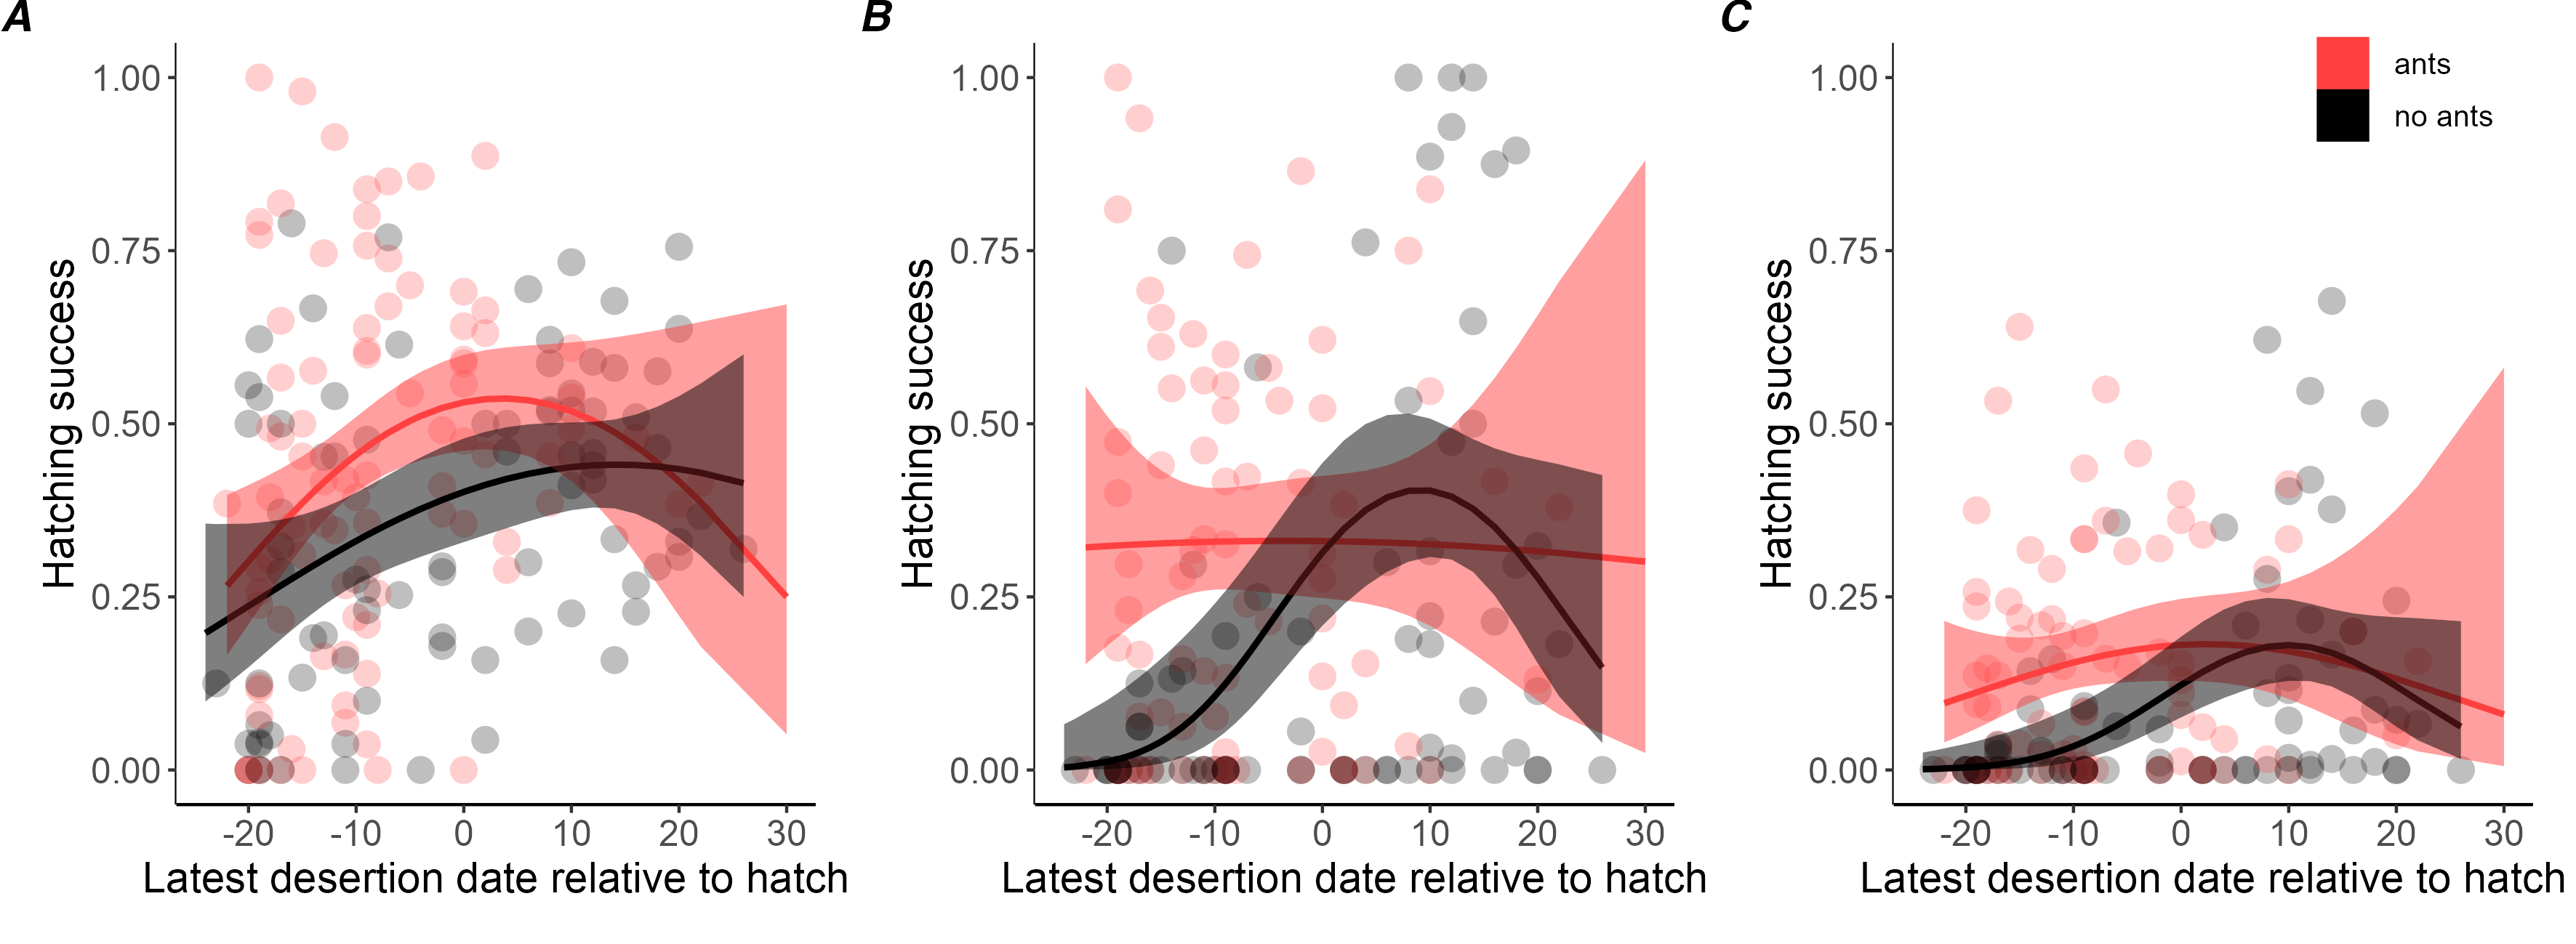 A
Hatching success
1.00
0.75
0.50
0.25
0.00
-20 -10 0 10 20 30
Latest desertion date relative to hatch
B
Hatching success
1.00
0.75
0.50
0.25
0.00
-20 -10 0 10 20 30
Latest desertion date relative to hatch
C
Hatching success
1.00
0.75
0.50
0.25
0.00
-20 -10 0 10 20 30
Latest desertion date relative to hatch
ants
no ants